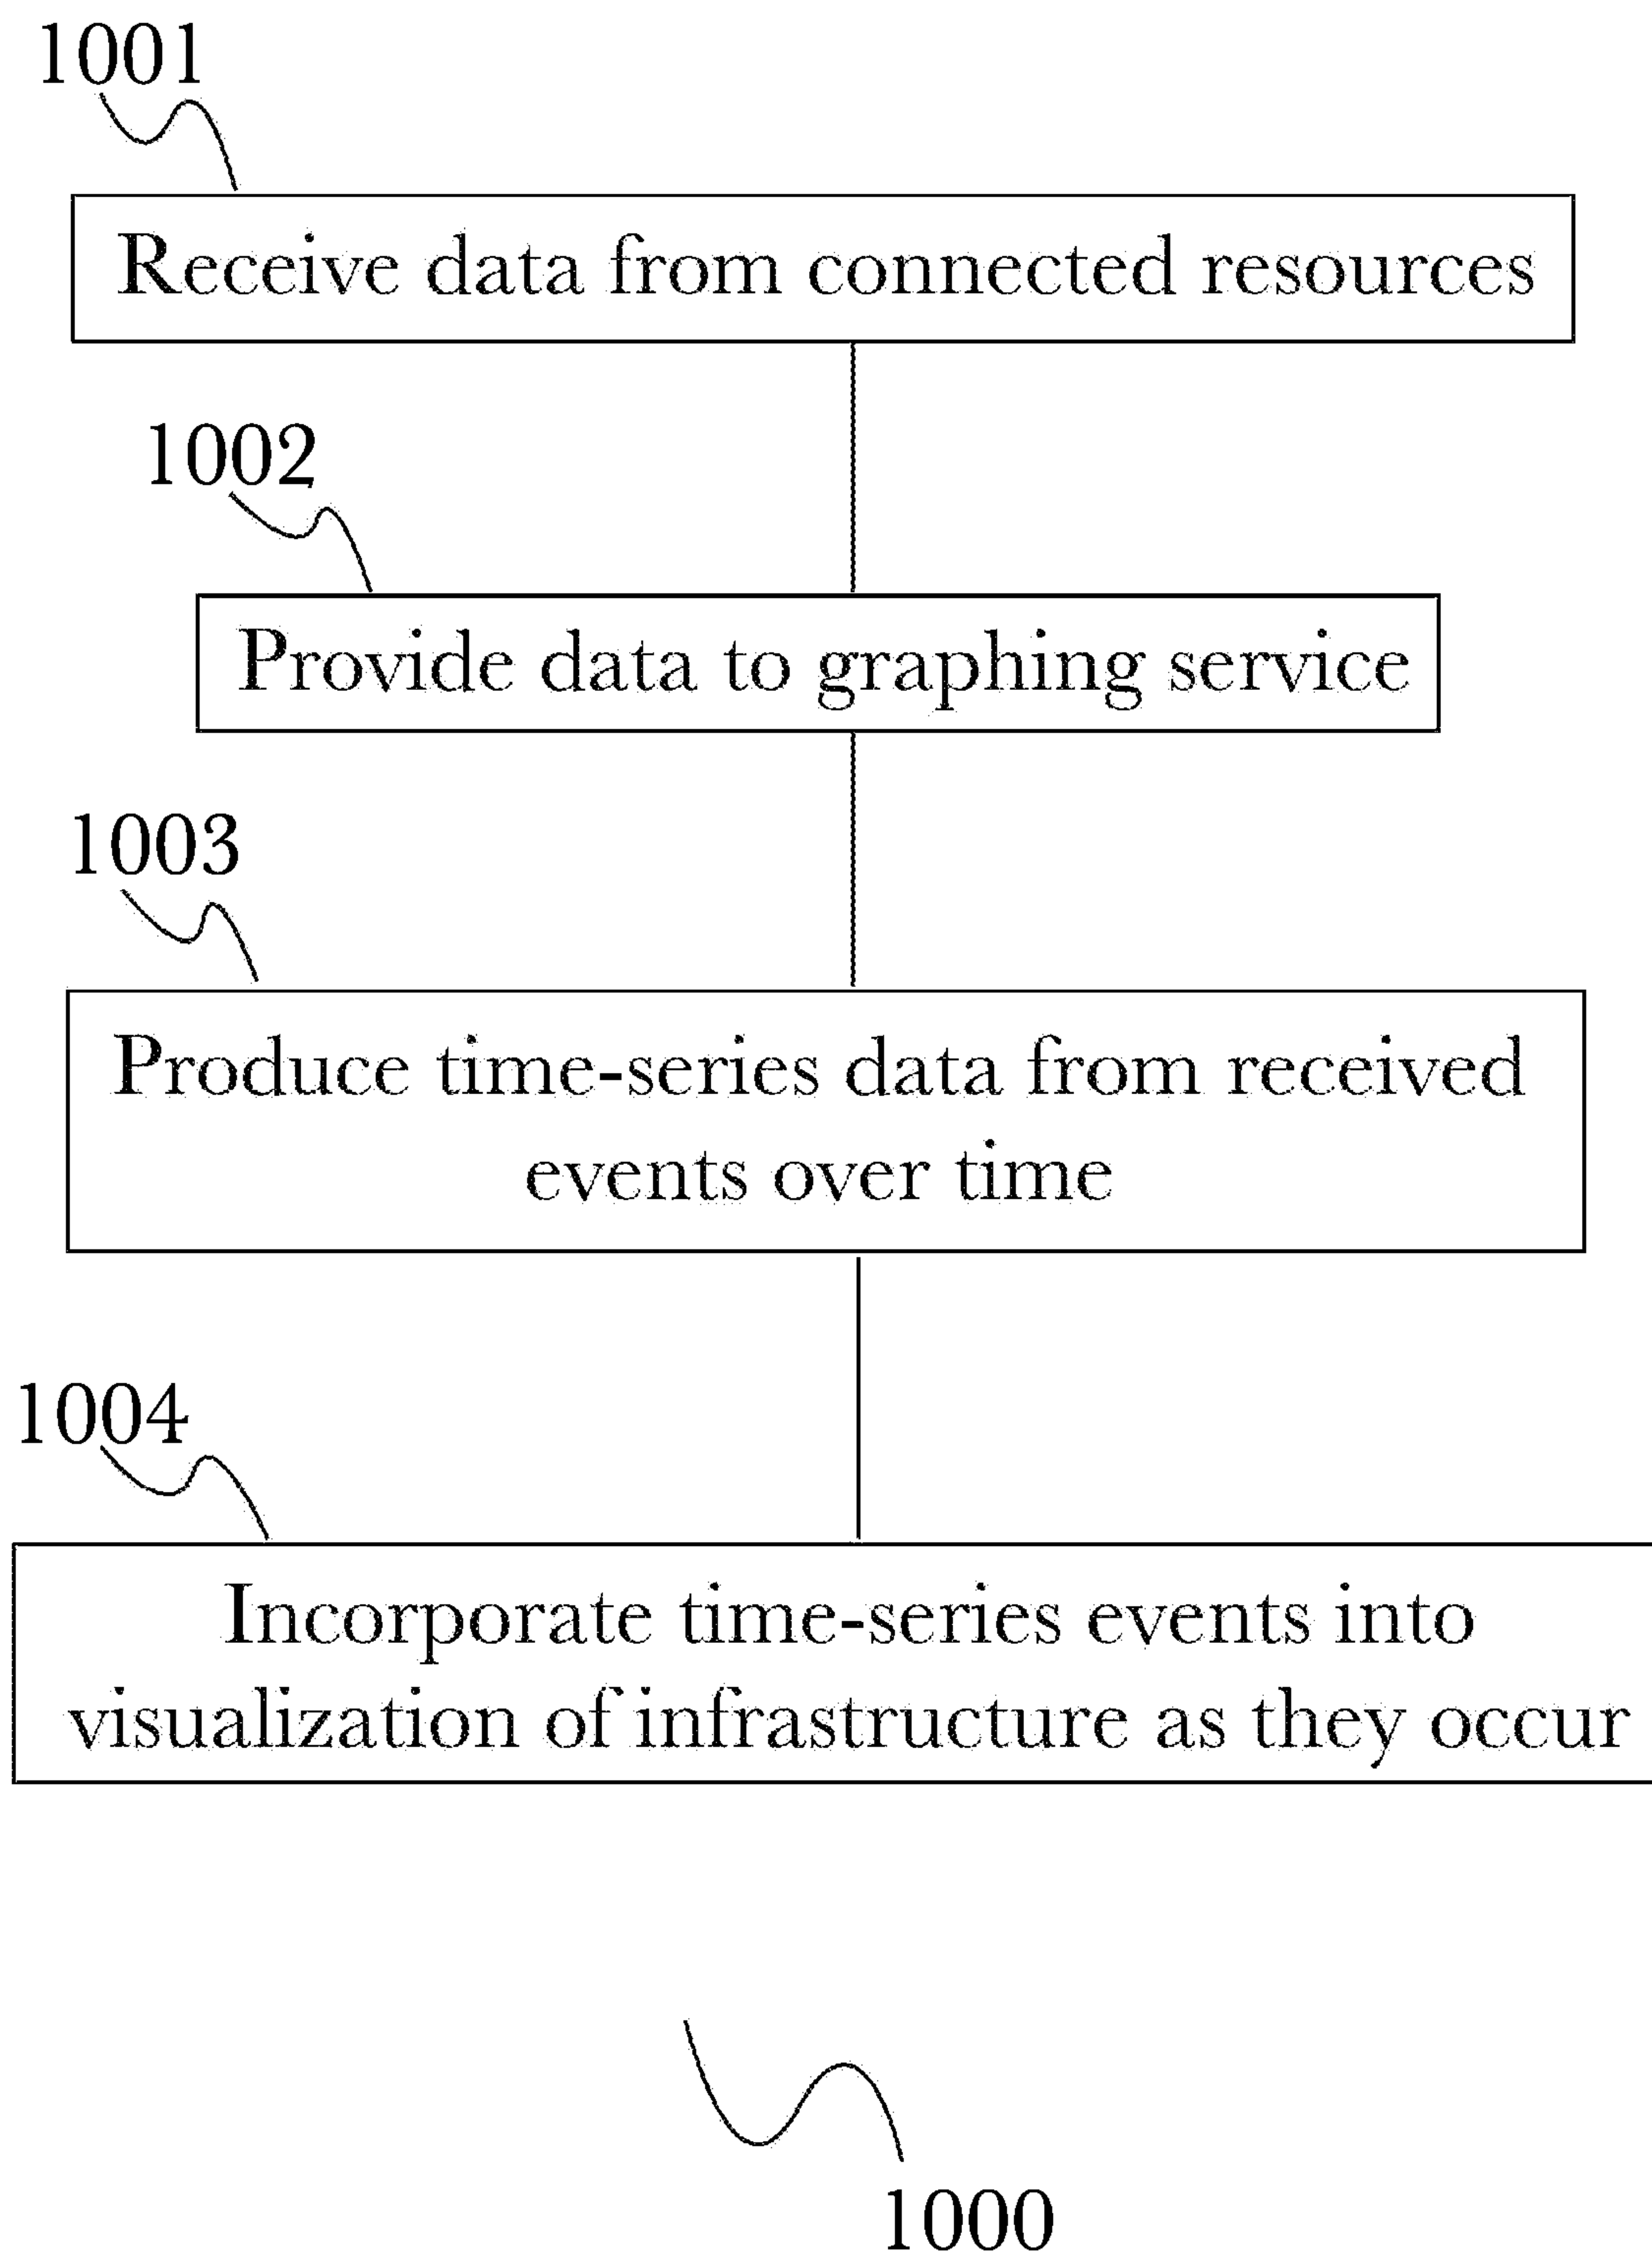 1001
Receive data from connected resources
1002
Provide data to graphing service
1003
Produce time-series data from received
events over time
1004
Incorporate time-series events into
visualization of infrastructure as they occur
1000